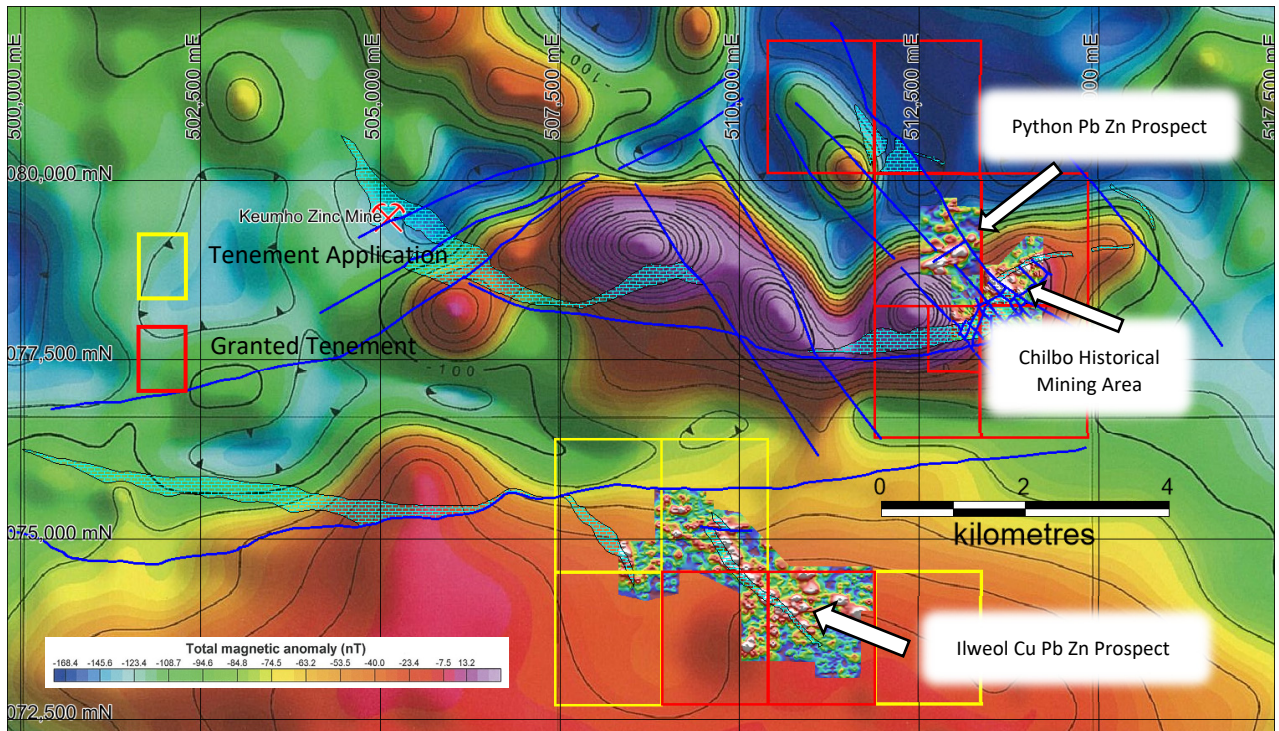 500,000 mE
502,500 mE
505,000 mE
507,500 mE
510,000 mE
512,500 mE
000 mE
517,5
-100
Python Pb Zn Prospect
080,000 mN
Keumho Zinc Mine
Tenement Application
Granted Tenement
077,500 mN
-100
Chilbo Historical
Mining Area
0 2 4
kilometres
075,000 mN
Ilweol Cu Pb Zn Prospect
Total magnetic anomaly (nT)
-168.4 -145.6 -123.4 -108.7 -94.6 -84.8 -74.5 -63.2 -53.5 -40.0 -23.4 -7.5 13.2
072,500 mN